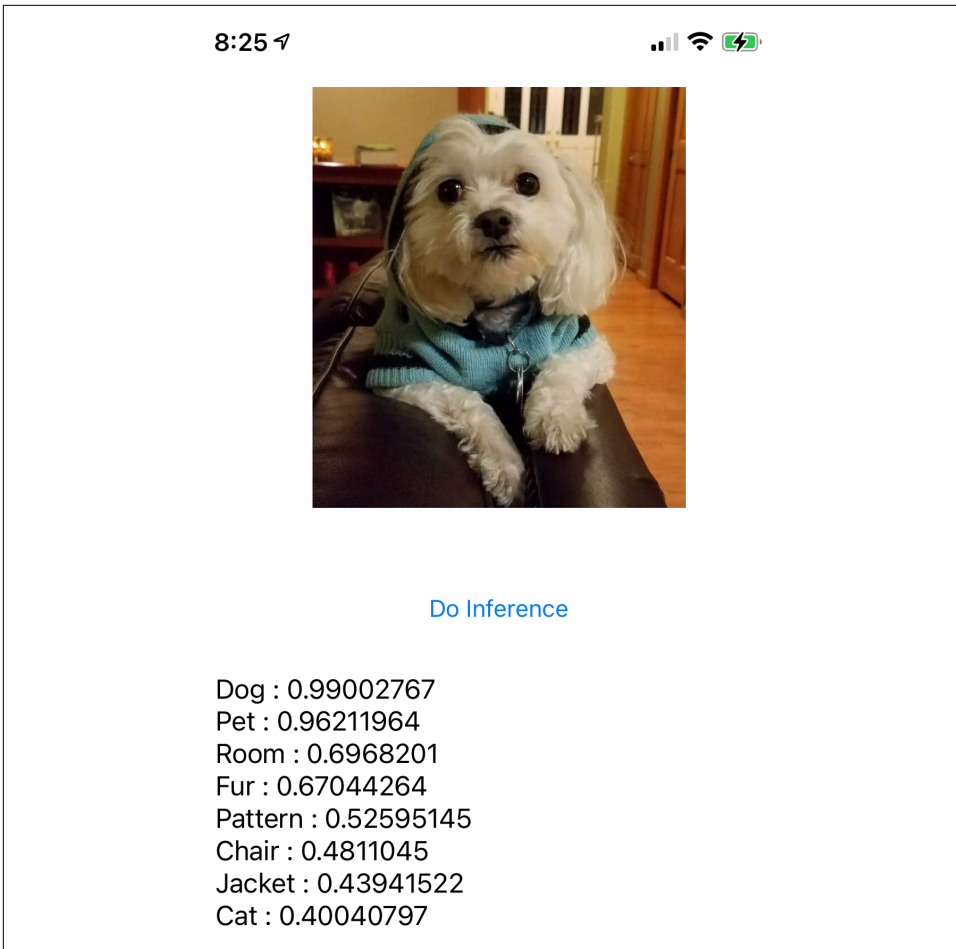 8:25
Do Inference
Dog : 0.99002767
Pet : 0.96211964
Room : 0.6968201
Fur : 0.67044264
Pattern : 0.52595145
Chair : 0.4811045
Jacket : 0.43941522
Cat : 0.40040797